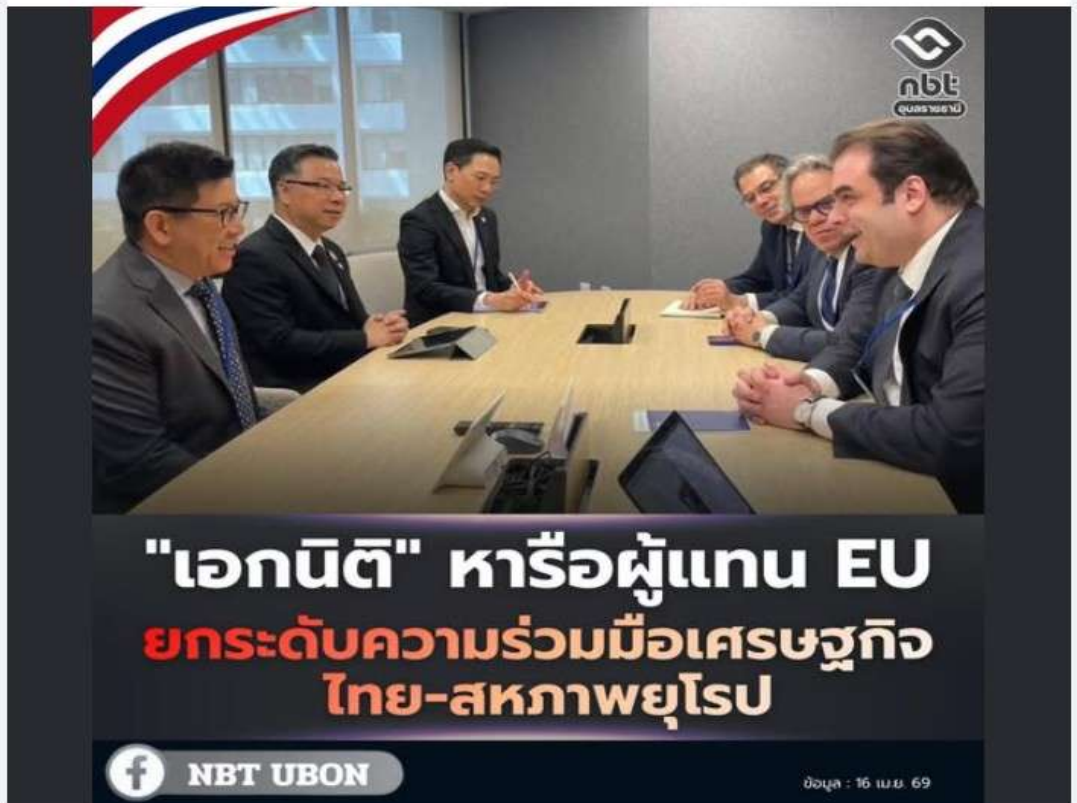 nbt
อุบลราชธานี
"เอกนิติ" หารือผู้แทน EU
ยกระดับความร่วมมือเศรษฐกิจ
ไทย-สหภาพยุโรป
f NBT UBON
ข้อมูล : 16 เม.ย. 69